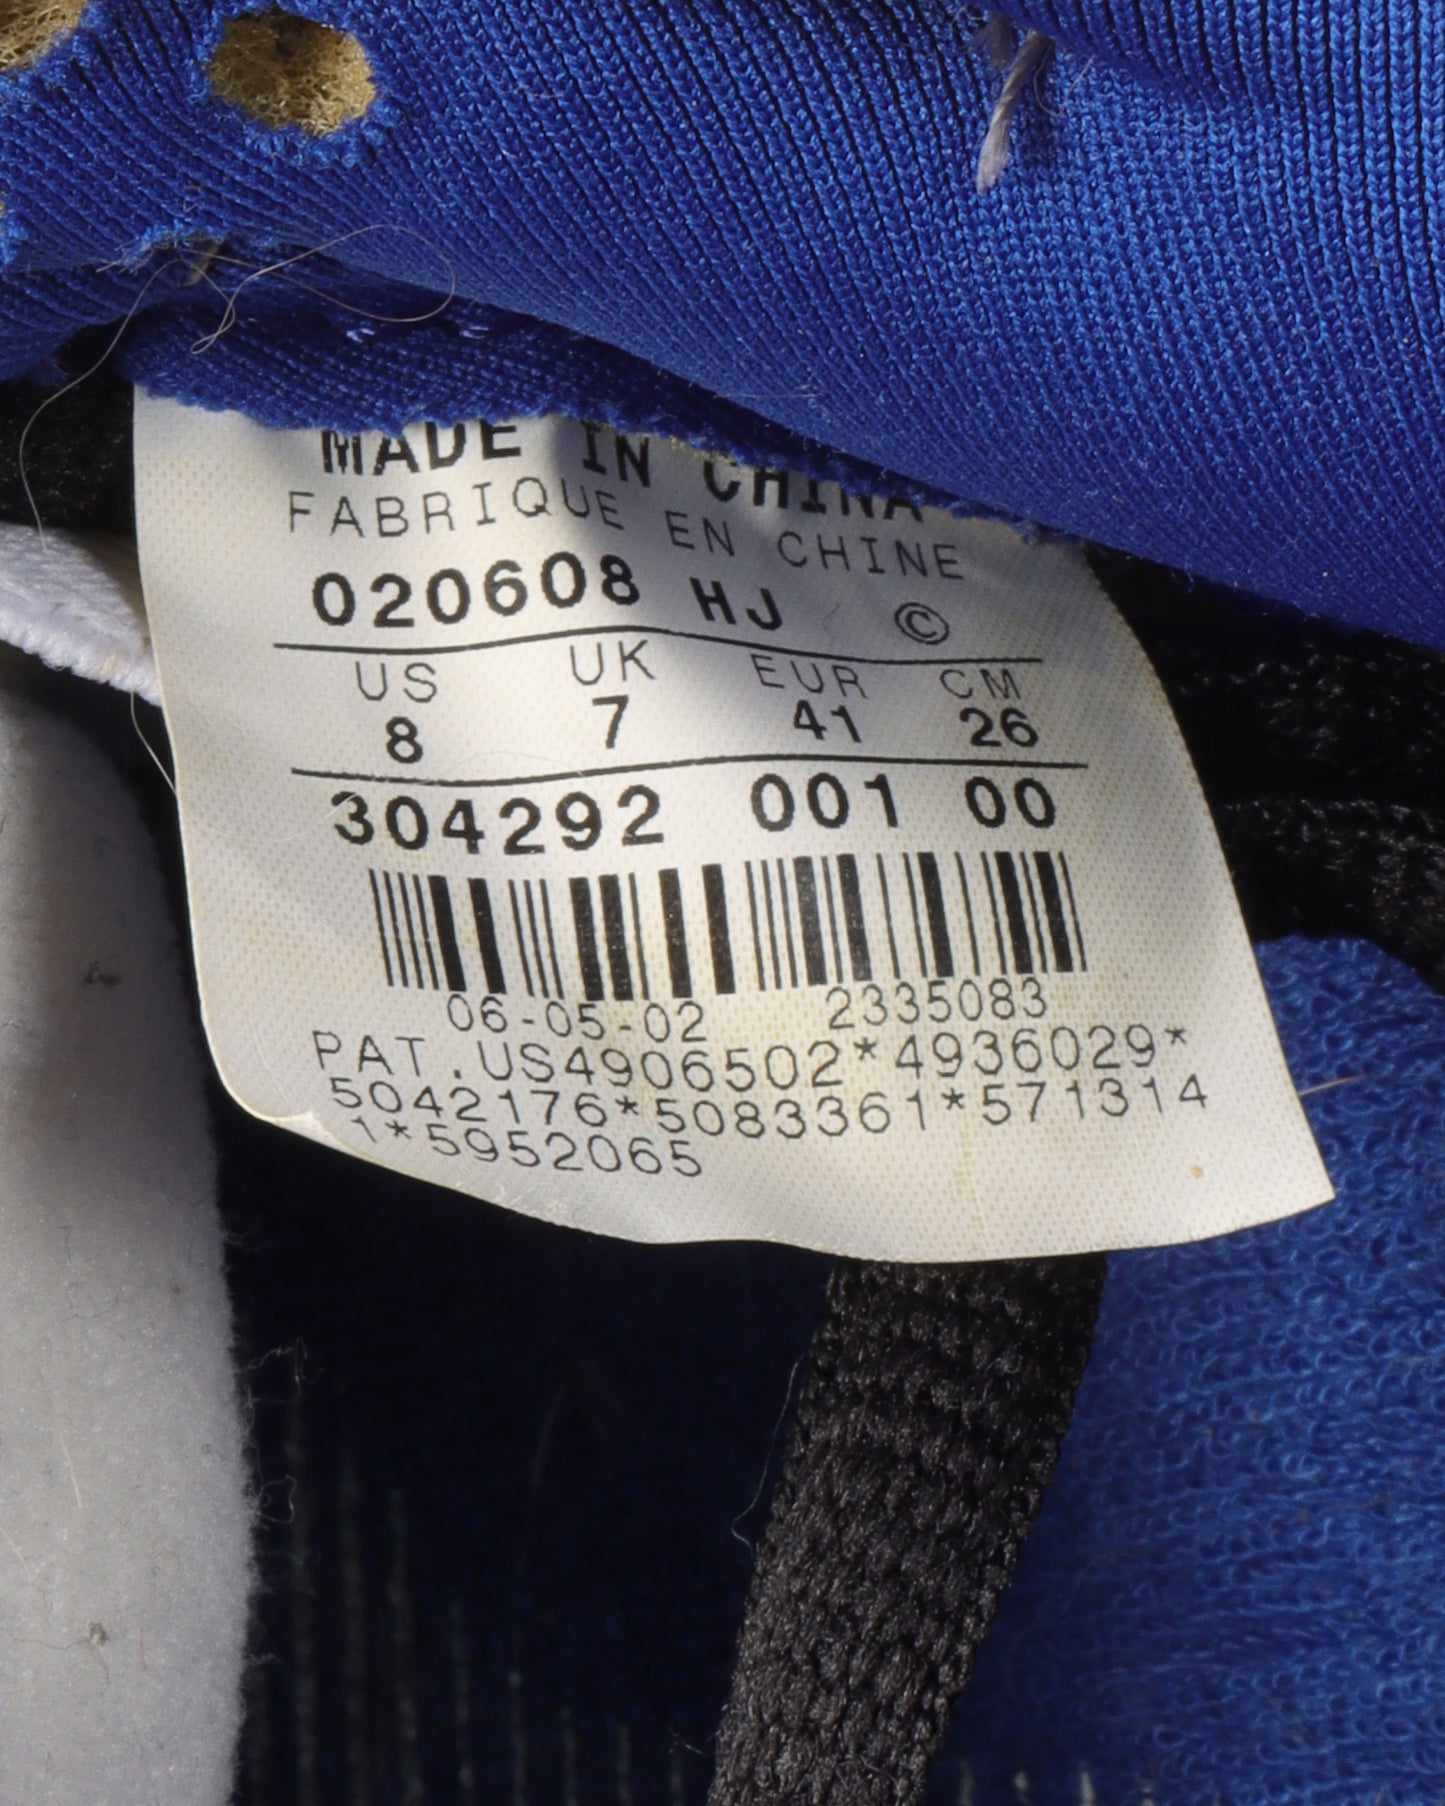 MADE IN CHINA
FABRIQUE EN CHINE
020608 HJ ©
US UK EUR CM
8 7 41 26
304292 001 00
06-05-02 2335083
PAT.US4906502*4936029*
5042176*5083361*571314
1*5952065